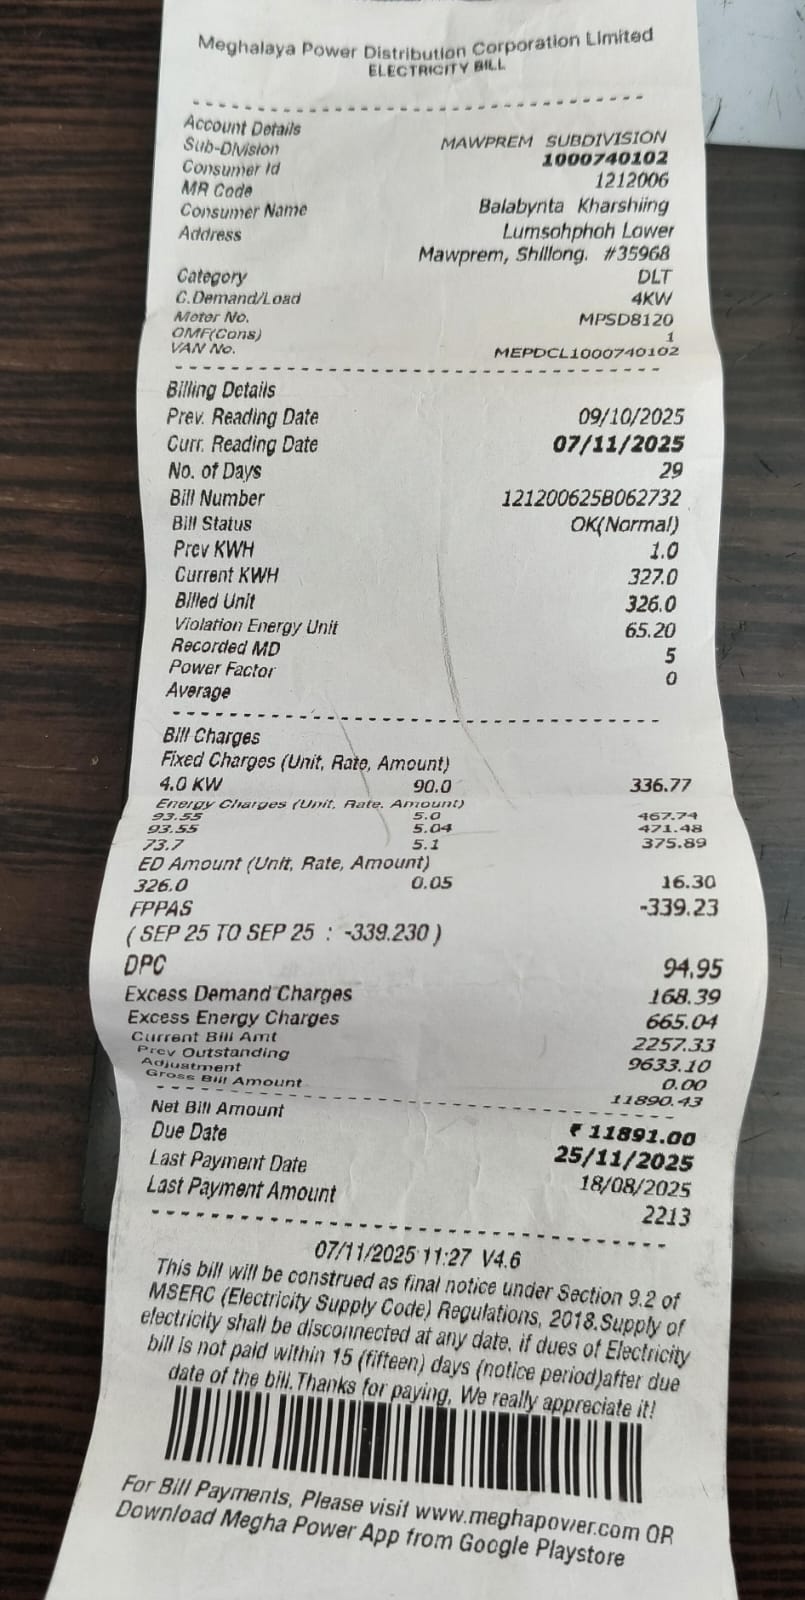 Meghalaya Power Distribution Corporation Limited
ELECTRICITY BILL
Account Details
Sub-Division MAWPREM SUBDIVISION
Consumer Id 1000740102
MR Code 1212006
Consumer Name Balabynta Kharshiing
Address Lumsohphoh Lower
Mawprem, Shillong. #35968
Category DLT
C.Demand/Load 4KW
Meter No. MPSD8120
OMF(Cons) 1
VAN No. MEPDCL1000740102
Billing Details
Prev. Reading Date 09/10/2025
Curr. Reading Date 07/11/2025
No. of Days 29
Bill Number 121200625B062732
Bill Status OK(Normal)
Prev KWH 1.0
Current KWH 327.0
Billed Unit 326.0
Violation Energy Unit 65.20
Recorded MD 5
Power Factor 0
Average
Bill Charges
Fixed Charges (Unit, Rate, Amount)
4.0 KW 90.0 336.77
Energy Charges (Unit, Rate, Amount)
93.55 5.0 467.74
93.55 5.04 471.48
73.7 5.1 375.89
ED Amount (Unit, Rate, Amount)
326.0 0.05 16.30
FPPAS -339.23
( SEP 25 TO SEP 25 : -339.230 )
DPC 94.95
Excess Demand Charges 168.39
Excess Energy Charges 665.04
Current Bill Amt 2257.33
Prev Outstanding 9633.10
Adjustment 0.00
Gross Bill Amount 11890.43
Net Bill Amount ₹ 11891.00
Due Date 25/11/2025
Last Payment Date 18/08/2025
Last Payment Amount 2213
07/11/2025 11:27 V4.6
This bill will be construed as final notice under Section 9.2 of
MSERC (Electricity Supply Code) Regulations, 2018.Supply of
electricity shall be disconnected at any date, if dues of Electricity
bill is not paid within 15 (fifteen) days (notice period)after due
date of the bill.Thanks for paying, We really appreciate it!
For Bill Payments, Please visit www.meghapower.com OR
Download Megha Power App from Google Playstore